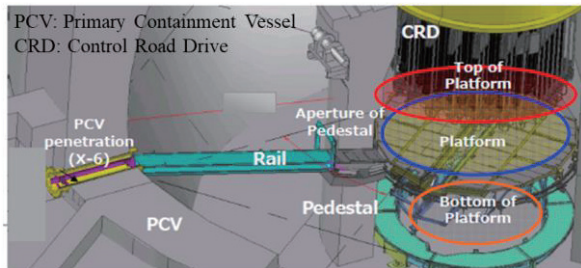 PCV: Primary Containment Vessel
CRD: Control Road Drive
CRD
Top of
Platform
PCV
penetration
(X-6)
Aperture of
Pedestal
Platform
Rail
Pedestal
Bottom of
Platform
PCV